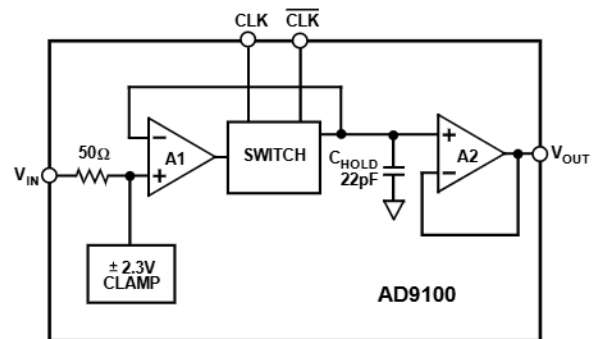 CLK
CLK
50Ω
A1
SWITCH
V_IN
C_HOLD
22pF
A2
V_OUT
± 2.3V
CLAMP
AD9100
−
+
+
−